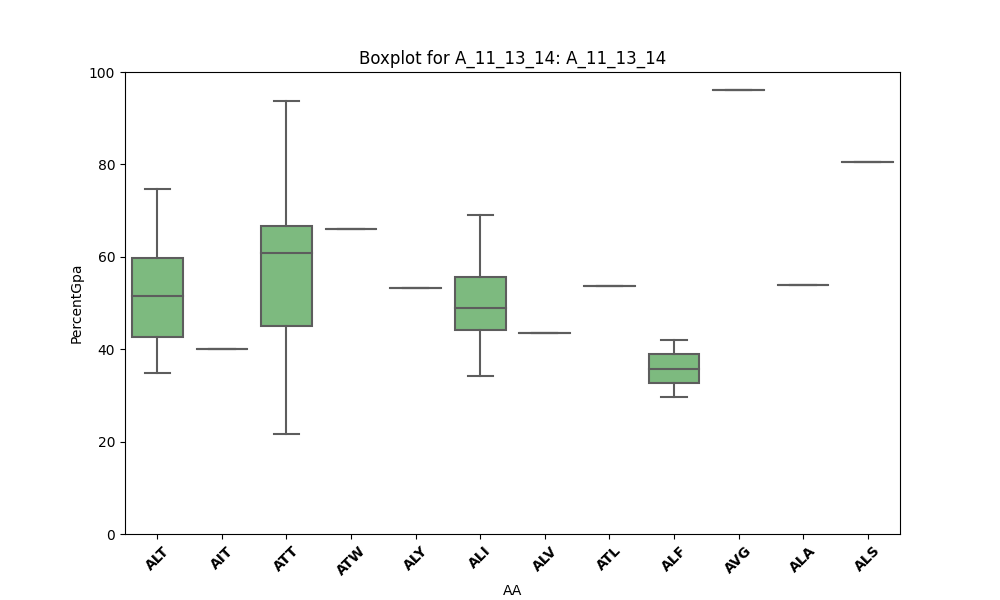 Boxplot for A_11_13_14: A_11_13_14
PercentGpa
100
80
60
40
20
0
ALT AIT ATT ATW ALY ALI ALV ATL ALF AVG ALA ALS
AA